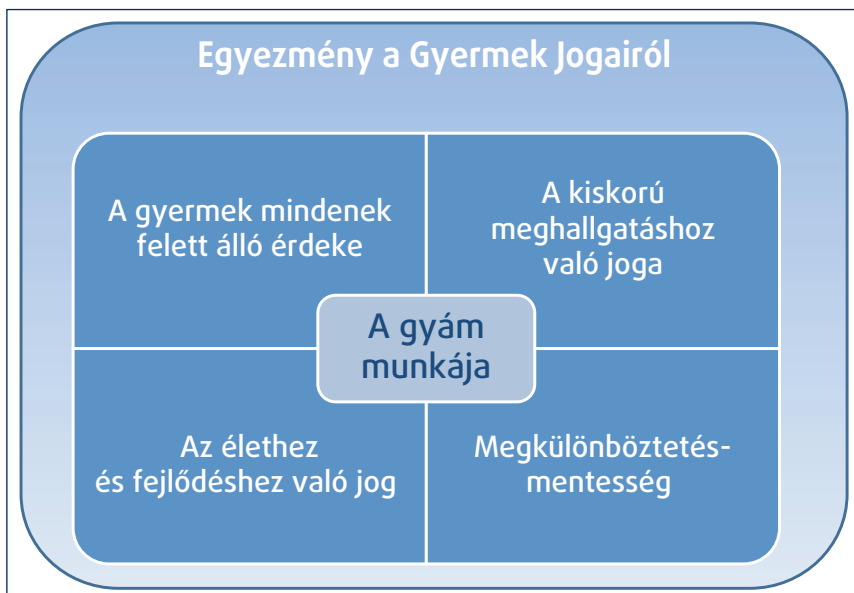 Egyezmény a Gyermek Jogairól
A gyermek mindenek
felett álló érdeke
A kiskorú
meghallgatáshoz
való joga
A gyám
munkája
Az élethez
és fejlődéshez való jog
Megkülönböztetés-
mentesség